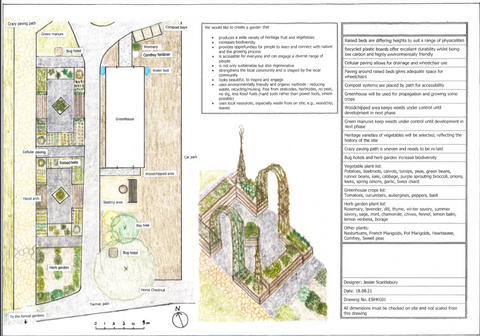 Crazy paving path
Green manure
Bug hotel
Cellular paving
Raised beds
Hazel arch
Herb garden
To the formal gardens
Compost bays
Rosemary
Comfrey fertiliser
Water butt
Greenhouse
Car park
Woodchipped area
Seating area
Bug box
Bug hotel
Horse Chestnut
Tarmac path
N
0 1 2 3 4 5m
We would like to create a garden that
• produces a wide variety of heritage fruit and vegetables
• increases biodiversity
• provides opportunities for people to learn and connect with nature
and the growing process
• is accessible for everyone and can engage a diverse range of
people
• is not only sustainable but also regenerative
• strengthens the local community and is shaped by the local
community
• looks beautiful, to inspire and engage
• uses environmentally friendly and organic methods - reducing
waste, recycling/reusing, free from pesticides, herbicides, no peat,
no dig, less fossil fuels (hand tools rather than power tools, where
possible)
• uses local resources, especially waste from on site, e.g., woodchip,
leaves
Raised beds are differing heights to suit a range of physicalities
Recycled plastic boards offer excellent durability whilst being
low carbon and highly environmentally friendly
Cellular paving allows for drainage and wheelchair use
Paving around raised beds gives adequate space for
wheelchairs
Compost systems are placed by path for accessibility
Greenhouse will be used for propagation and growing some
crops
Woodchipped area keeps weeds under control until
development in next phase
Green manures keep weeds under control until development in
next phase
Heritage varieties of vegetables will be selected, reflecting the
history of the site
Crazy paving path is uneven and needs to be re-laid
Bug hotels and herb garden increase biodiversity
Vegetable plant list:
Potatoes, beetroots, carrots, turnips, peas, green beans,
runner beans, kale, cabbage, purple sprouting broccoli, onions,
leeks, spring onions, garlic, Swiss chard
Greenhouse crops list:
Tomatoes, cucumbers, aubergines, peppers, basil
Herb garden plant list:
Rosemary, lavender, dill, thyme, winter savory, summer
savory, sage, mint, chamomile, chives, fennel, lemon balm,
lemon verbena, borage
Other plants:
Nasturtiums, French Marigolds, Pot Marigolds, Heartsease,
Comfrey, Sweet peas
Designer: Jessie Scantlebury
Date: 18.08.21
Drawing No. ESHKG01
All dimensions must be checked on site and not scaled from
this drawing